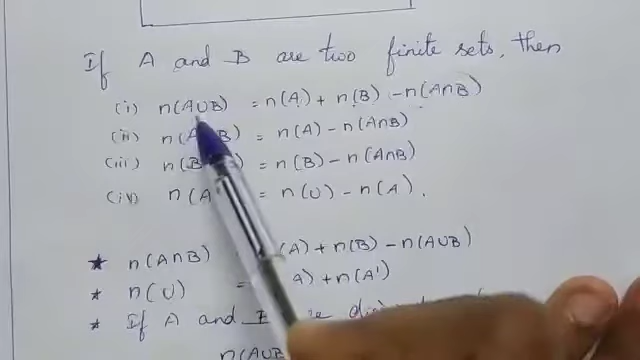 If A and B are two finite sets, then
(i) n(A∪B) = n(A) + n(B) - n(A∩B)
(ii) n(A B) = n(A) - n(A∩B)
(iii) n(B ) = n(B) - n(A∩B)
(iv) n(A' = n(U) - n(A).
* n(A∩B) (A) + n(B) - n(A∪B)
* n(U) = A) + n(A')
* If A and
n(A∪B